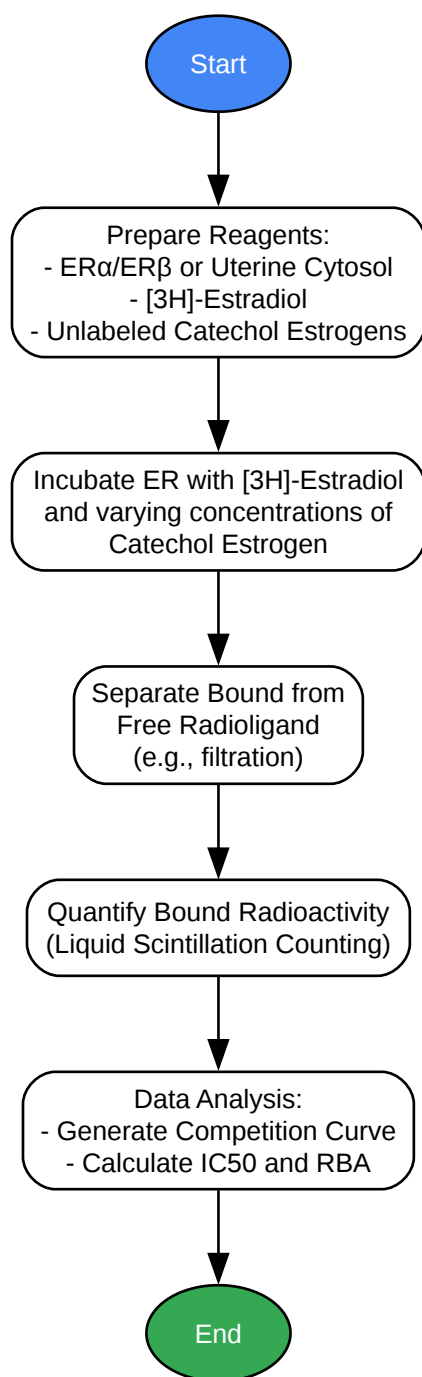 Start
Prepare Reagents:
- ERα/ERβ or Uterine Cytosol
- [3H]-Estradiol
- Unlabeled Catechol Estrogens
Incubate ER with [3H]-Estradiol
and varying concentrations of
Catechol Estrogen
Separate Bound from
Free Radioligand
(e.g., filtration)
Quantify Bound Radioactivity
(Liquid Scintillation Counting)
Data Analysis:
- Generate Competition Curve
- Calculate IC50 and RBA
End